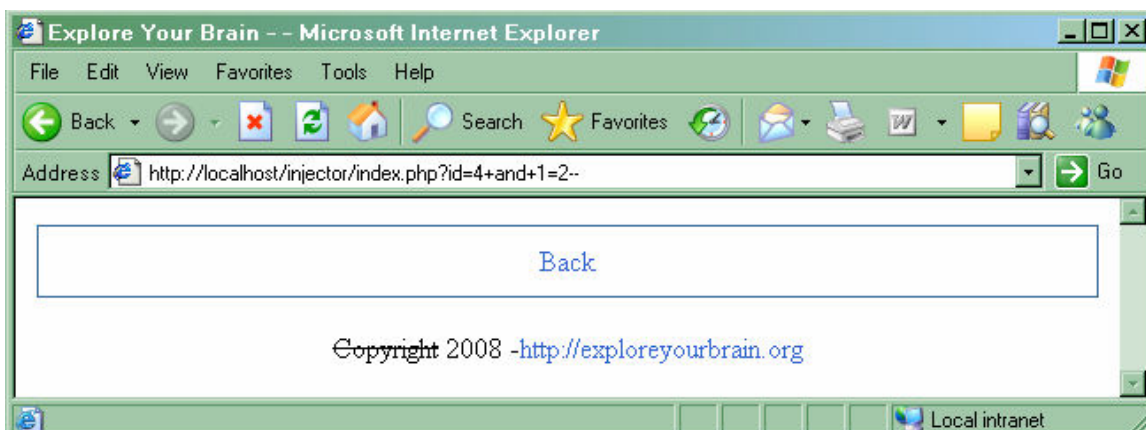 Explore Your Brain - - Microsoft Internet Explorer
File Edit View Favorites Tools Help
Back Search Favorites W
Address http://localhost/injector/index.php?id=4+and+1=2-- Go
Back
Copyright 2008 -http://exploreyourbrain.org
Local intranet